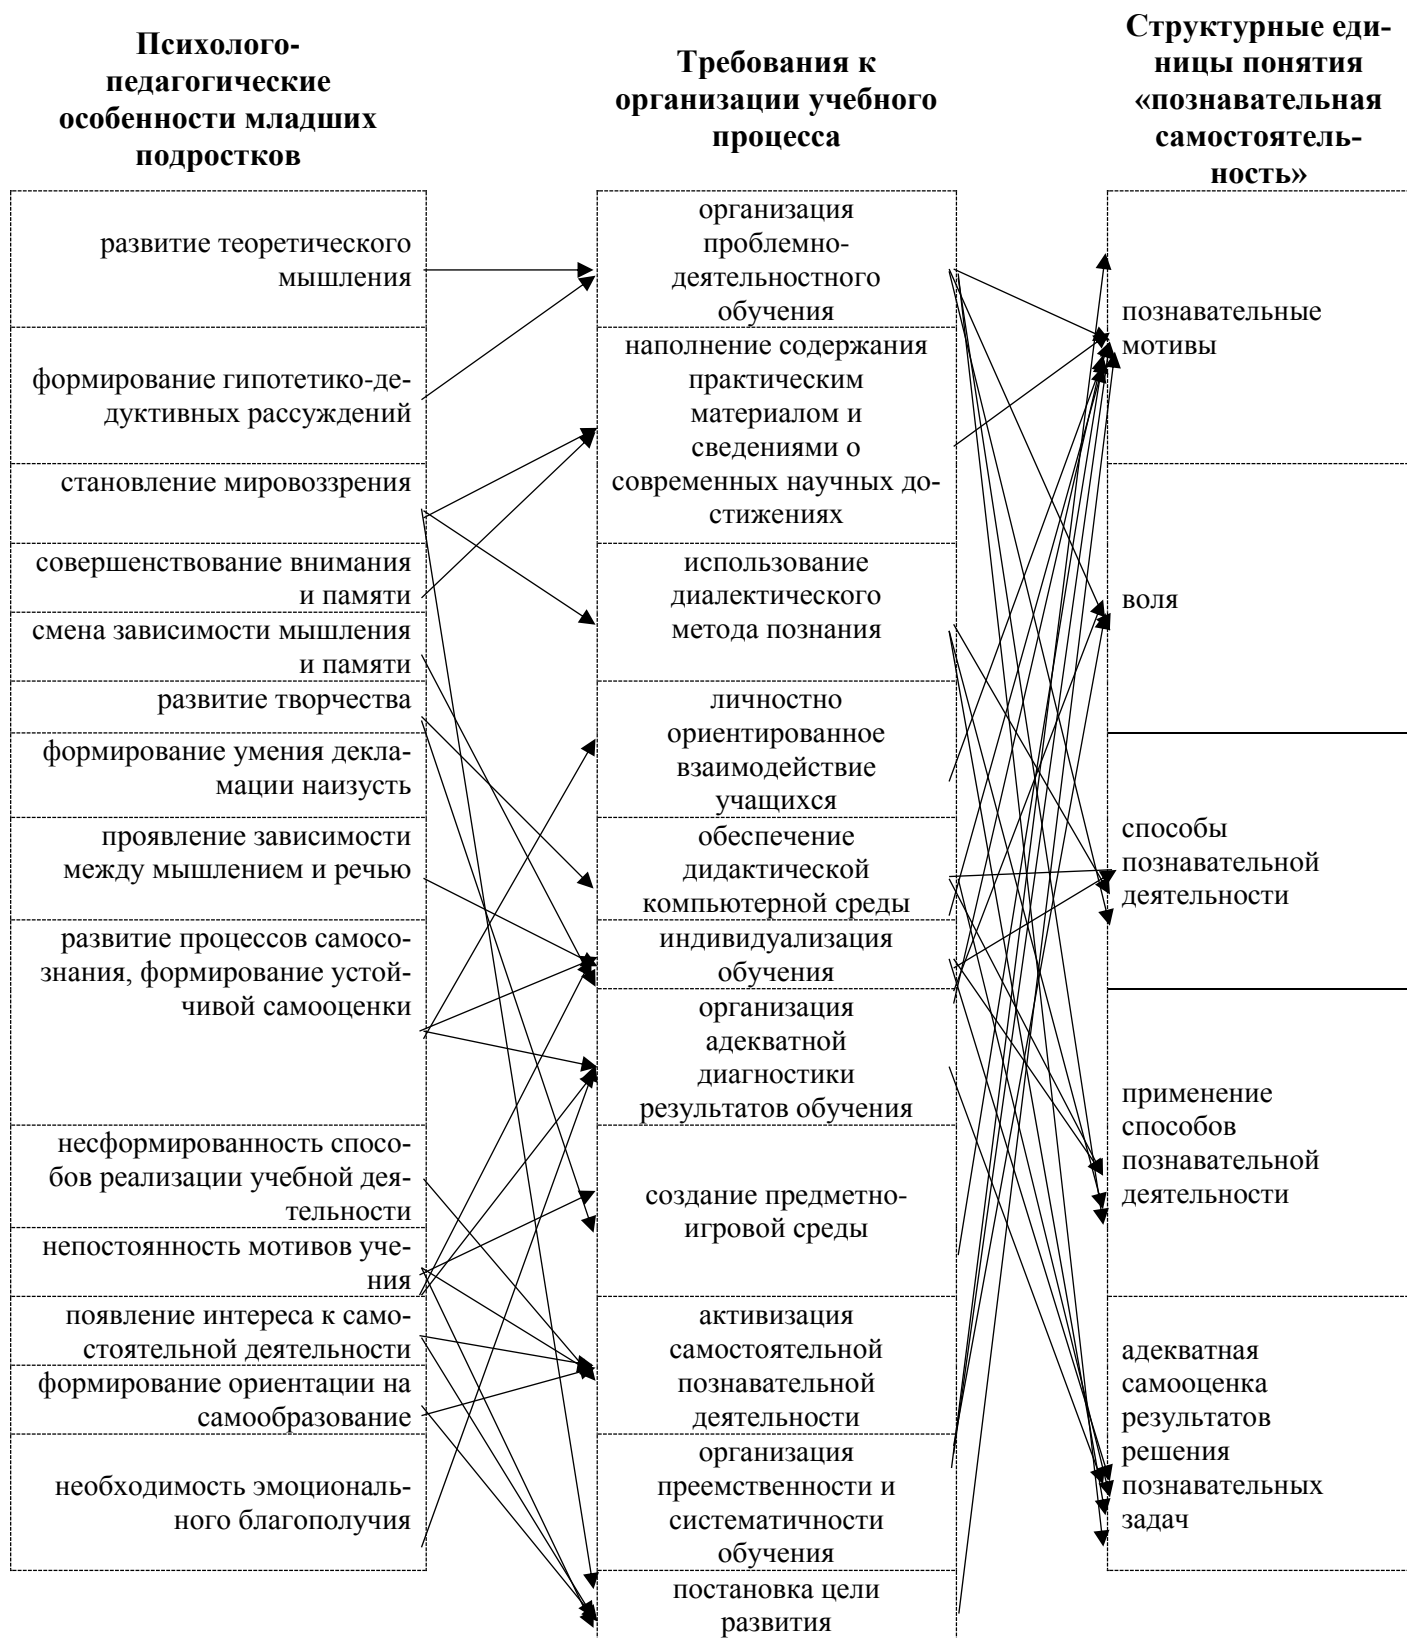 Психолого-
педагогические
особенности младших
подростков
развитие теоретического
мышления
формирование гипотетико-де-
дуктивных рассуждений
становление мировоззрения
совершенствование внимания
и памяти
смена зависимости мышления
и памяти
развитие творчества
формирование умения декла-
мации наизусть
проявление зависимости
между мышлением и речью
развитие процессов самосо-
знания, формирование устой-
чивой самооценки
несформированность спосо-
бов реализации учебной дея-
тельности
непостоянность мотивов уче-
ния
появление интереса к само-
стоятельной деятельности
формирование ориентации на
самообразование
необходимость эмоциональ-
ного благополучия
Требования к
организации учебного
процесса
организация
проблемно-
деятельностного
обучения
наполнение содержания
практическим
материалом и
сведениями о
современных научных до-
стижениях
использование
диалектического
метода познания
личностно
ориентированное
взаимодействие
учащихся
обеспечение
дидактической
компьютерной среды
индивидуализация
обучения
организация
адекватной
диагностики
результатов обучения
создание предметно-
игровой среды
активизация
самостоятельной
познавательной
деятельности
организация
преемственности и
систематичности
обучения
постановка цели
развития
Структурные еди-
ницы понятия
«познавательная
самостоятель-
ность»
познавательные
мотивы
воля
способы
познавательной
деятельности
применение
способов
познавательной
деятельности
адекватная
самооценка
результатов
решения
познавательных
задач